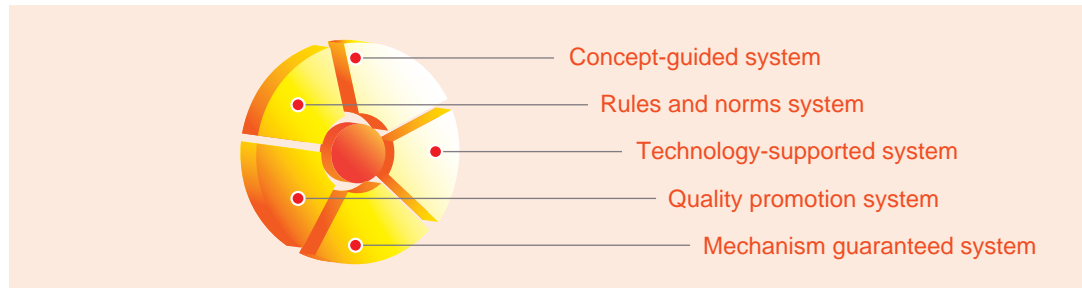 Concept-guided system
Rules and norms system
Technology-supported system
Quality promotion system
Mechanism guaranteed system